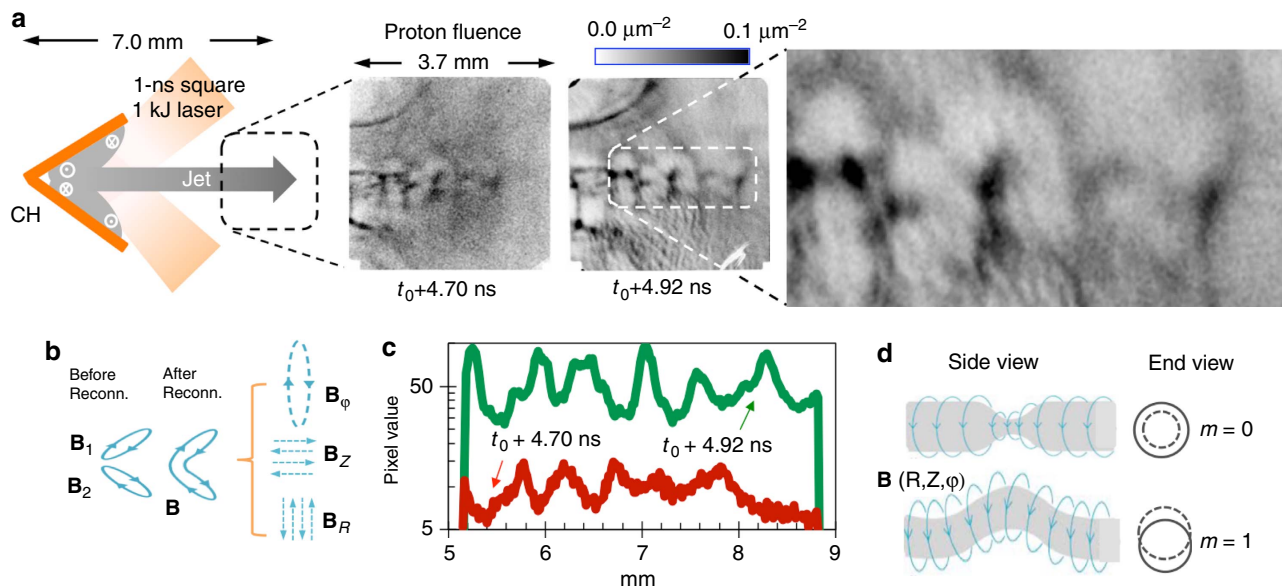 a
7.0 mm
1-ns square
1 kJ laser
Jet
CH
Proton fluence
3.7 mm
0.0 μm⁻²
0.1 μm⁻²
t₀+4.70 ns
t₀+4.92 ns
b
Before
Reconn.
After
Reconn.
B₁
B₂
B
Bφ
B_Z
B_R
c
Pixel value
50
5
t₀ + 4.70 ns
t₀ + 4.92 ns
5
6
7
8
9
mm
d
Side view
End view
m = 0
B (R,Z,φ)
m = 1